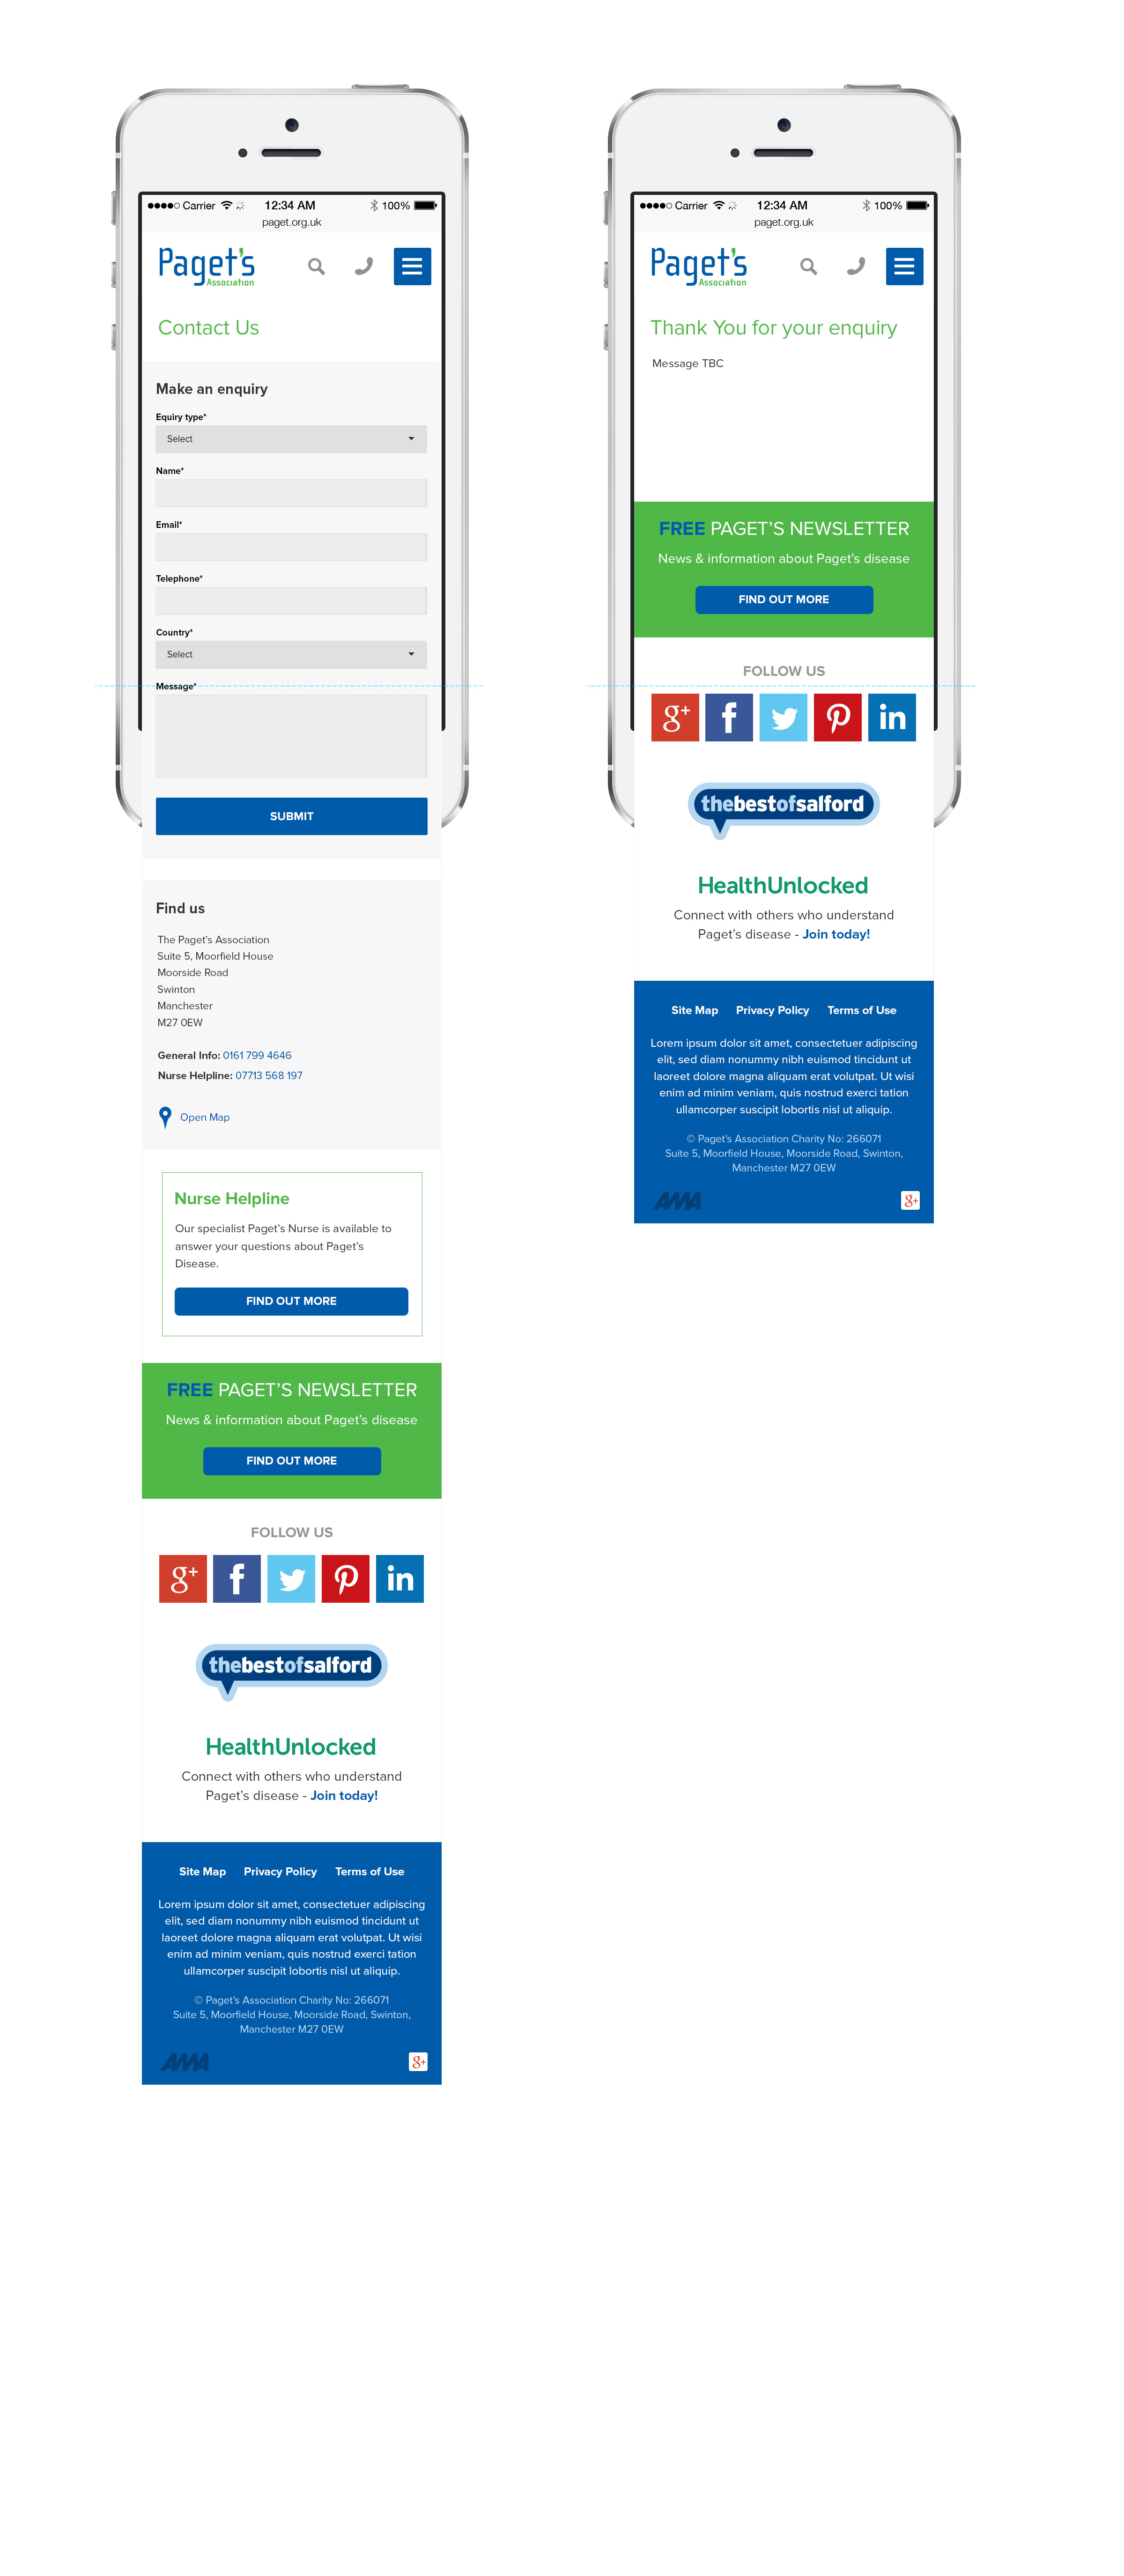 Carrier 12:34 AM 100%
paget.org.uk
Paget's
Association
Contact Us
Make an enquiry
Equiry type*
Select
Name*
Email*
Telephone*
Country*
Select
Message*
SUBMIT
Find us
The Paget's Association
Suite 5, Moorfield House
Moorside Road
Swinton
Manchester
M27 0EW
General Info: 0161 799 4646
Nurse Helpline: 07713 568 197
Open Map
Nurse Helpline
Our specialist Paget's Nurse is available to
answer your questions about Paget's
Disease.
FIND OUT MORE
FREE PAGET'S NEWSLETTER
News & information about Paget's disease
FIND OUT MORE
FOLLOW US
g+ f in
thebestofsalford
HealthUnlocked
Connect with others who understand
Paget's disease - Join today!
Site Map Privacy Policy Terms of Use
Lorem ipsum dolor sit amet, consectetuer adipiscing
elit, sed diam nonummy nibh euismod tincidunt ut
laoreet dolore magna aliquam erat volutpat. Ut wisi
enim ad minim veniam, quis nostrud exerci tation
ullamcorper suscipit lobortis nisl ut aliquip.
© Paget's Association Charity No: 266071
Suite 5, Moorfield House, Moorside Road, Swinton,
Manchester M27 0EW
AMA g+
Carrier 12:34 AM 100%
paget.org.uk
Paget's
Association
Thank You for your enquiry
Message TBC
FREE PAGET'S NEWSLETTER
News & information about Paget's disease
FIND OUT MORE
FOLLOW US
g+ f in
thebestofsalford
HealthUnlocked
Connect with others who understand
Paget's disease - Join today!
Site Map Privacy Policy Terms of Use
Lorem ipsum dolor sit amet, consectetuer adipiscing
elit, sed diam nonummy nibh euismod tincidunt ut
laoreet dolore magna aliquam erat volutpat. Ut wisi
enim ad minim veniam, quis nostrud exerci tation
ullamcorper suscipit lobortis nisl ut aliquip.
© Paget's Association Charity No: 266071
Suite 5, Moorfield House, Moorside Road, Swinton,
Manchester M27 0EW
AMA g+